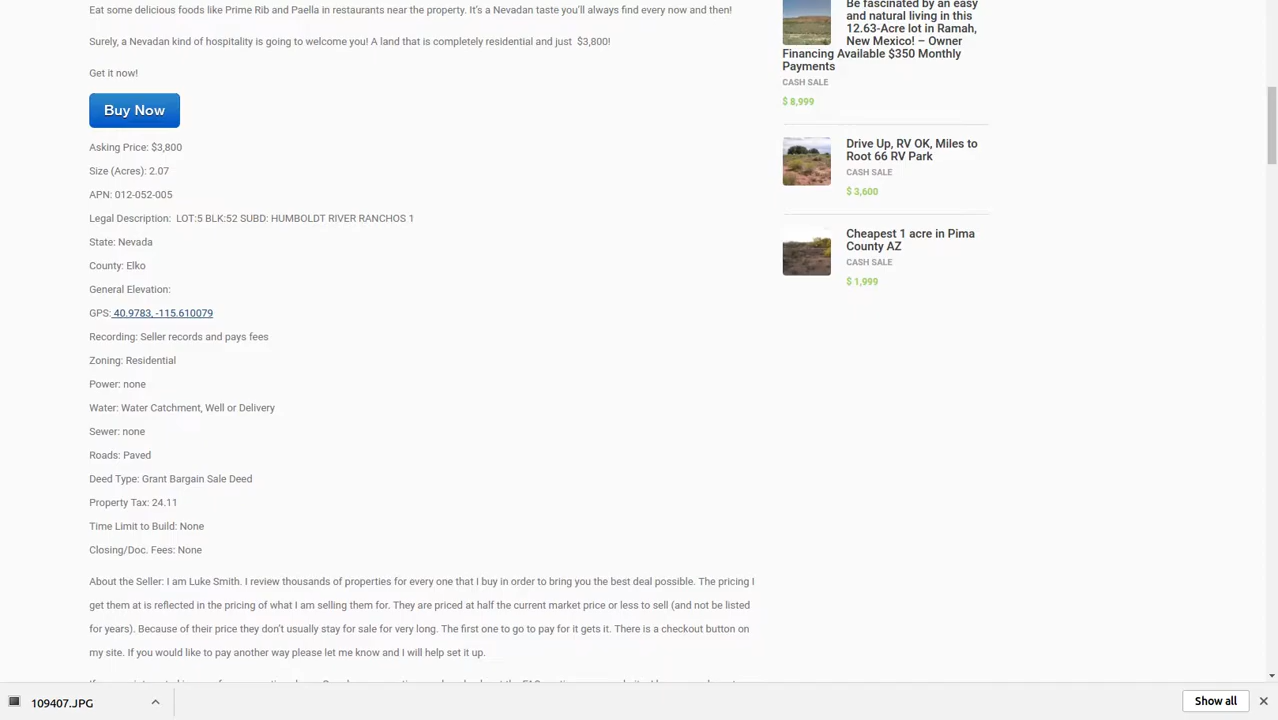 Eat some delicious foods like Prime Rib and Paella in restaurants near the property. It's a Nevadan taste you'll always find every now and then!
Surely, a Nevadan kind of hospitality is going to welcome you! A land that is completely residential and just $3,800!
Get it now!
Buy Now
Asking Price: $3,800
Size (Acres): 2.07
APN: 012-052-005
Legal Description: LOT:5 BLK:52 SUBD: HUMBOLDT RIVER RANCHOS 1
State: Nevada
County: Elko
General Elevation:
GPS: 40.9783, -115.610079
Recording: Seller records and pays fees
Zoning: Residential
Power: none
Water: Water Catchment, Well or Delivery
Sewer: none
Roads: Paved
Deed Type: Grant Bargain Sale Deed
Property Tax: 24.11
Time Limit to Build: None
Closing/Doc. Fees: None
About the Seller: I am Luke Smith. I review thousands of properties for every one that I buy in order to bring you the best deal possible. The pricing I
get them at is reflected in the pricing of what I am selling them for. They are priced at half the current market price or less to sell (and not be listed
for years). Because of their price they don't usually stay for sale for very long. The first one to go to pay for it gets it. There is a checkout button on
my site. If you would like to pay another way please let me know and I will help set it up.
Be fascinated by an easy
and natural living in this
12.63-Acre lot in Ramah,
New Mexico! – Owner
Financing Available $350 Monthly
Payments
CASH SALE
$ 8,999
Drive Up, RV OK, Miles to
Root 66 RV Park
CASH SALE
$ 3,600
Cheapest 1 acre in Pima
County AZ
CASH SALE
$ 1,999
109407.JPG
Show all